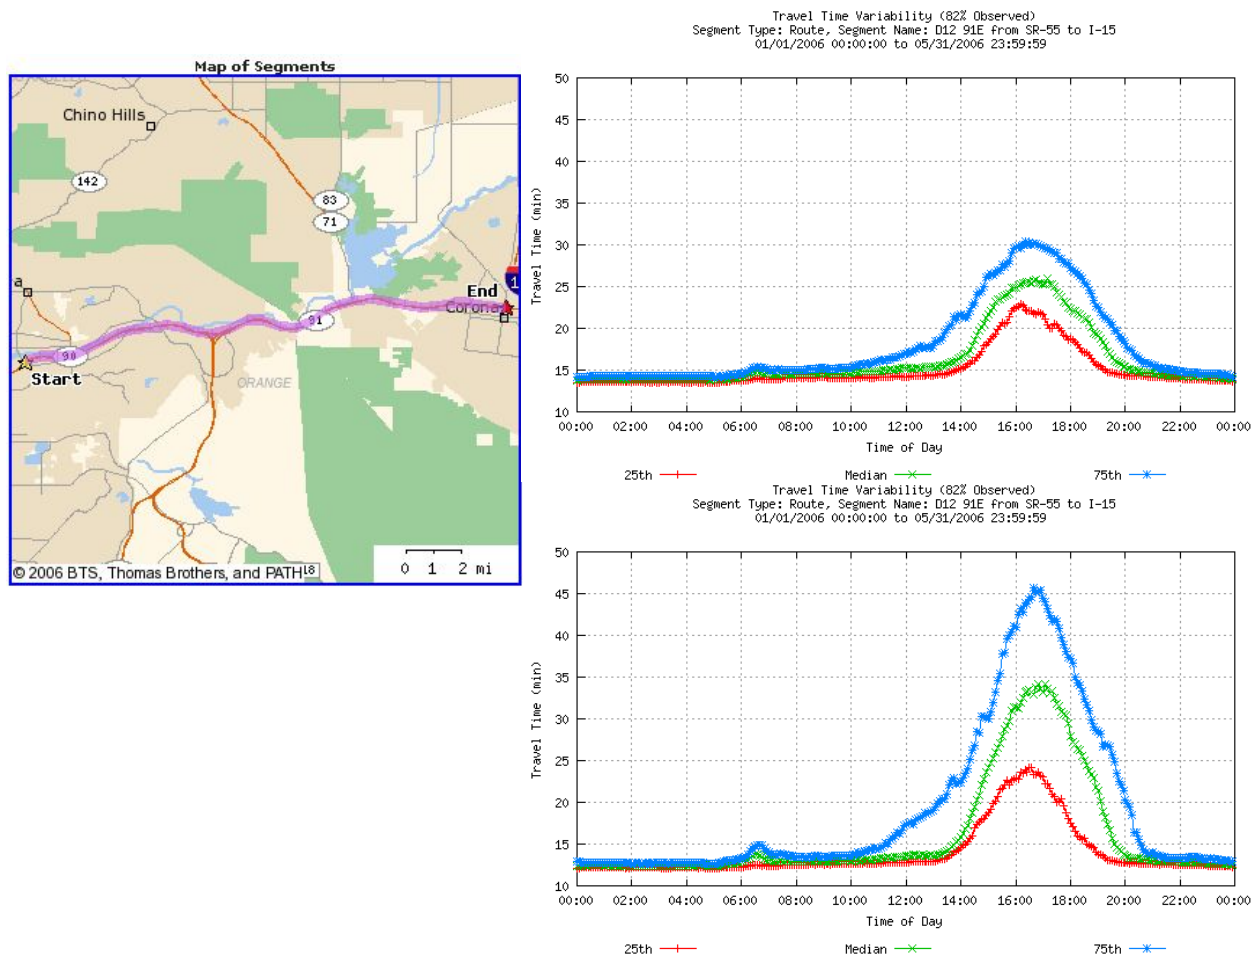 Map of Segments
Chino Hills
142
83
71
a
1
End
Corona
91
90
Start
ORANGE
0 1 2 mi
© 2006 BTS, Thomas Brothers, and PATH18
Travel Time Variability (82% Observed)
Segment Type: Route, Segment Name: D12 91E from SR-55 to I-15
01/01/2006 00:00:00 to 05/31/2006 23:59:59
50
45
40
35
30
25
20
15
10
Travel Time (min)
00:00 02:00 04:00 06:00 08:00 10:00 12:00 14:00 16:00 18:00 20:00 22:00 00:00
Time of Day
25th Median 75th
Travel Time Variability (82% Observed)
Segment Type: Route, Segment Name: D12 91E from SR-55 to I-15
01/01/2006 00:00:00 to 05/31/2006 23:59:59
50
45
40
35
30
25
20
15
10
Travel Time (min)
00:00 02:00 04:00 06:00 08:00 10:00 12:00 14:00 16:00 18:00 20:00 22:00 00:00
Time of Day
25th Median 75th